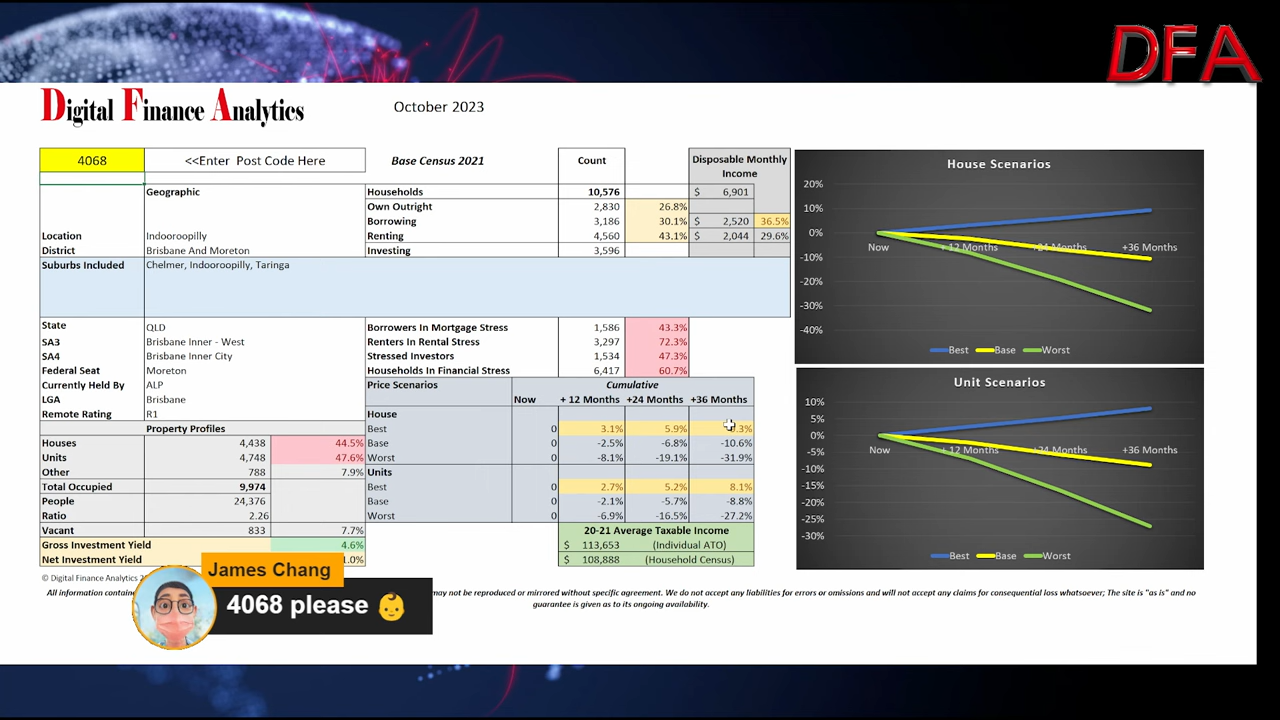 DFA
Digital Finance Analytics October 2023
4068 <<Enter Post Code Here Base Census 2021 Count Disposable Monthly Income
Geographic Households 10,576 $ 6,901
Own Outright 2,830 26.8%
Borrowing 3,186 30.1% $ 2,520 36.5%
Location Indooroopilly Renting 4,560 43.1% $ 2,044 29.6%
District Brisbane And Moreton Investing 3,596
Suburbs Included Chelmer, Indooroopilly, Taringa
State QLD Borrowers In Mortgage Stress 1,586 43.3%
SA3 Brisbane Inner - West Renters In Rental Stress 3,297 72.3%
SA4 Brisbane Inner City Stressed Investors 1,534 47.3%
Federal Seat Moreton Households In Financial Stress 6,417 60.7%
Currently Held By ALP Price Scenarios Cumulative
LGA Brisbane Now + 12 Months +24 Months +36 Months
Remote Rating R1 House
Property Profiles Best 0 3.1% 5.9%
Houses 4,438 44.5% Base 0 -2.5% -6.8% -10.6%
Units 4,748 47.6% Worst 0 -8.1% -19.1% -31.9%
Other 788 7.9% Units
Total Occupied 9,974 Best 0 2.7% 5.2% 8.1%
People 24,376 Base 0 -2.1% -5.7% -8.8%
Ratio 2.26 Worst 0 -6.9% -16.5% -27.2%
Vacant 833 7.7% 20-21 Average Taxable Income
Gross Investment Yield 4.6% $ 113,653 (Individual ATO)
Net Investment Yield $ 108,888 (Household Census)
House Scenarios
20%
10%
0%
Now + 12 Months +24 Months +36 Months
-10%
-20%
-30%
-40%
Best Base Worst
Unit Scenarios
10%
5%
0%
Now + 12 Months +24 Months +36 Months
-5%
-10%
-15%
-20%
-25%
-30%
Best Base Worst
© Digital Finance Analytics
All information may not be reproduced or mirrored without specific agreement. We do not accept any liabilities for errors or omissions and will not accept any claims for consequential loss whatsoever; The site is "as is" and no
guarantee is given as to its ongoing availability.
James Chang
4068 please 👶